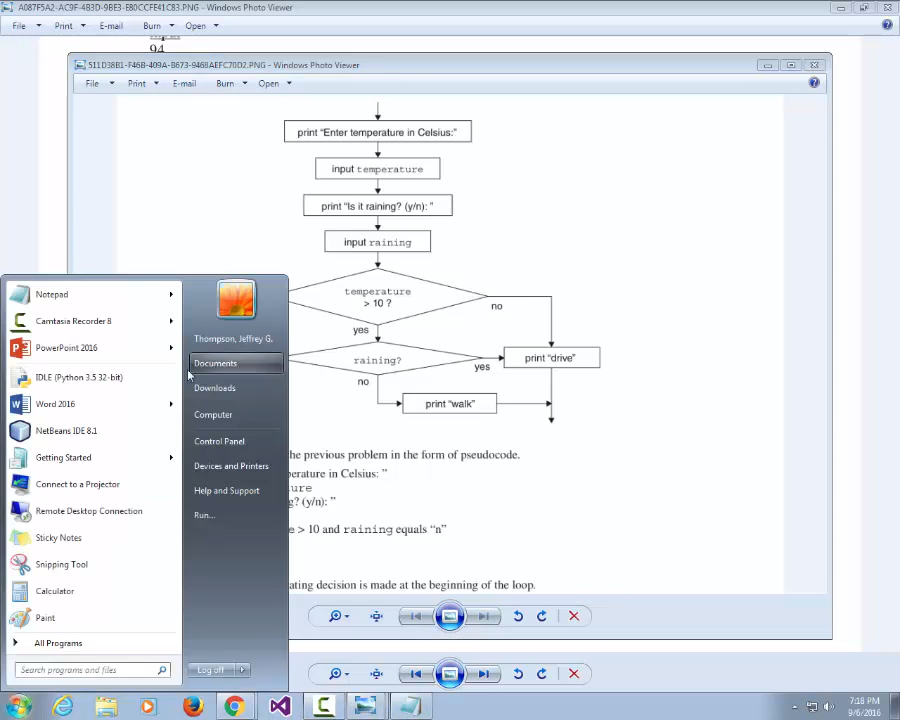 A087F5A2-AC9F-4B3D-9BE3-E80CCFE41C83.PNG - Windows Photo Viewer
File Print E-mail Burn Open
94
511D38B1-F46B-409A-B673-9468AEFC70D2.PNG - Windows Photo Viewer
File Print E-mail Burn Open
print "Enter temperature in Celsius:"
input temperature
print "Is it raining? (y/n): "
input raining
temperature
> 10 ?
no
yes
raining?
yes
print "drive"
no
print "walk"
the previous problem in the form of pseudocode.
perature in Celsius: "
ture
g? (y/n): "
e > 10 and raining equals "n"
ating decision is made at the beginning of the loop.
Notepad
Camtasia Recorder 8
PowerPoint 2016
IDLE (Python 3.5 32-bit)
Word 2016
NetBeans IDE 8.1
Getting Started
Connect to a Projector
Remote Desktop Connection
Sticky Notes
Snipping Tool
Calculator
Paint
All Programs
Search programs and files
Thompson, Jeffrey G.
Documents
Downloads
Computer
Control Panel
Devices and Printers
Help and Support
Run...
Log off
7:18 PM
9/6/2016